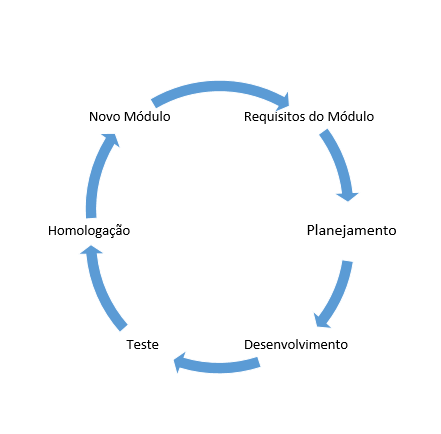 Novo Módulo
Requisitos do Módulo
Planejamento
Desenvolvimento
Teste
Homologação